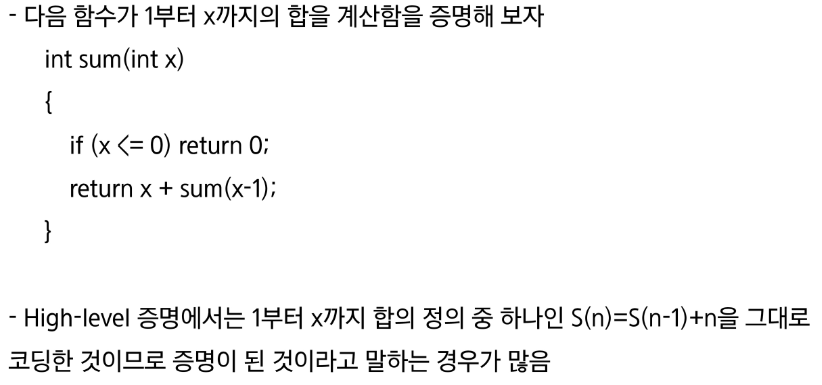 - 다음 함수가 1부터 x까지의 합을 계산함을 증명해 보자
int sum(int x)
{
if (x <= 0) return 0;
return x + sum(x-1);
}
- High-level 증명에서는 1부터 x까지 합의 정의 중 하나인 S(n)=S(n-1)+n을 그대로
코딩한 것이므로 증명이 된 것이라고 말하는 경우가 많음